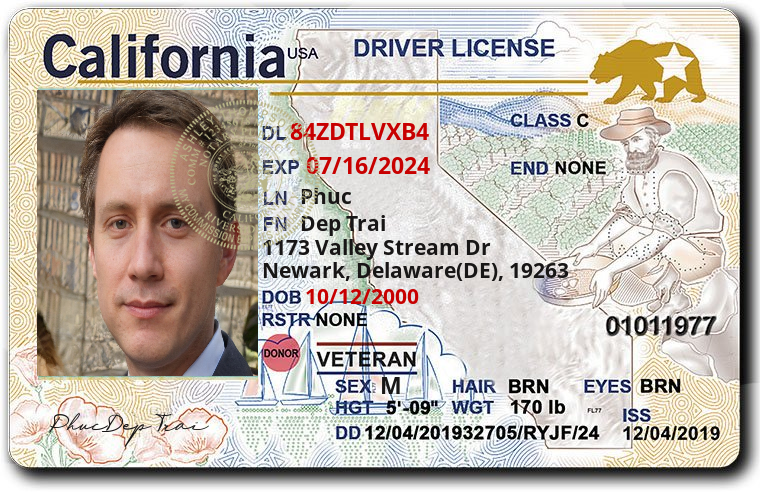 California USA DRIVER LICENSE
CLASS C
DL 84ZDTLVXB4
EXP 07/16/2024
END NONE
LN Phuc
FN Dep Trai
1173 Valley Stream Dr
Newark, Delaware(DE), 19263
DOB 10/12/2000
RSTR NONE
01011977
DONOR
VETERAN
SEX M HAIR BRN EYES BRN
HGT 5'-09" WGT 170 lb FL77 ISS
DD 12/04/201932705/RYJF/24 12/04/2019
PhucDep Trai